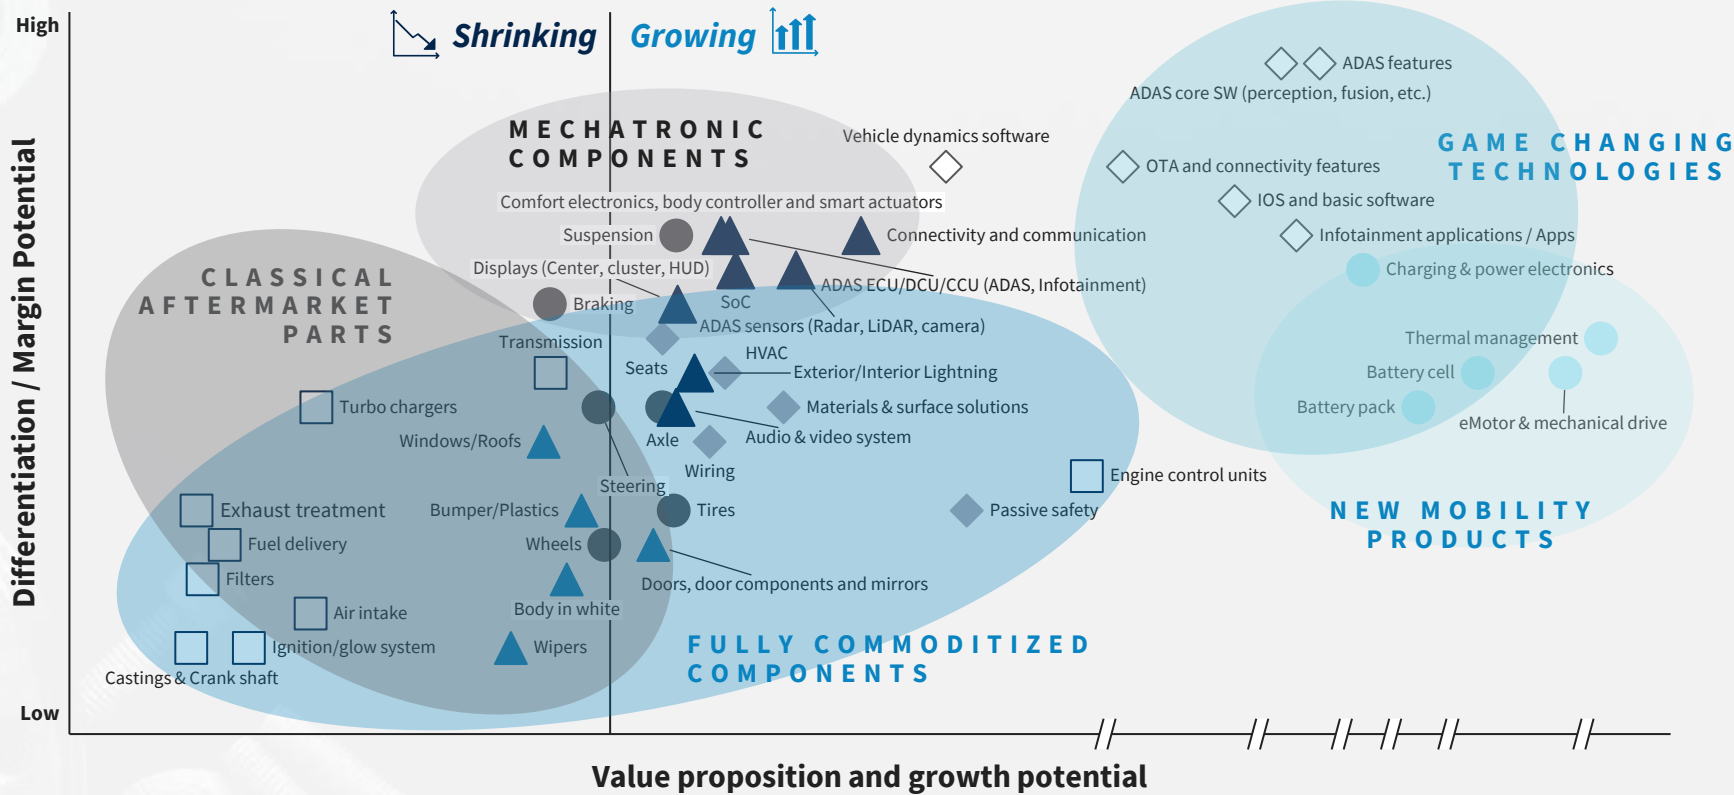 High
Shrinking
Growing
ADAS features
ADAS core SW (perception, fusion, etc.)
MECHATRONIC
COMPONENTS
Vehicle dynamics software
GAME CHANGING
TECHNOLOGIES
OTA and connectivity features
IOS and basic software
Comfort electronics, body controller and smart actuators
Suspension
Connectivity and communication
Infotainment applications / Apps
CLASSICAL
AFTERMARKET
PARTS
Displays (Center, cluster, HUD)
Charging & power electronics
ADAS ECU/DCU/CCU (ADAS, Infotainment)
Braking
SoC
ADAS sensors (Radar, LiDAR, camera)
Transmission
Thermal management
HVAC
Seats
Exterior/Interior Lightning
Battery cell
Turbo chargers
Materials & surface solutions
Battery pack
eMotor & mechanical drive
Windows/Roofs
Axle
Audio & video system
Wiring
Engine control units
Steering
Exhaust treatment
Bumper/Plastics
Tires
Passive safety
NEW MOBILITY
PRODUCTS
Fuel delivery
Wheels
Filters
Doors, door components and mirrors
Air intake
Body in white
Ignition/glow system
Wipers
FULLY COMMODITIZED
COMPONENTS
Castings & Crank shaft
Low
Differentiation / Margin Potential
Value proposition and growth potential